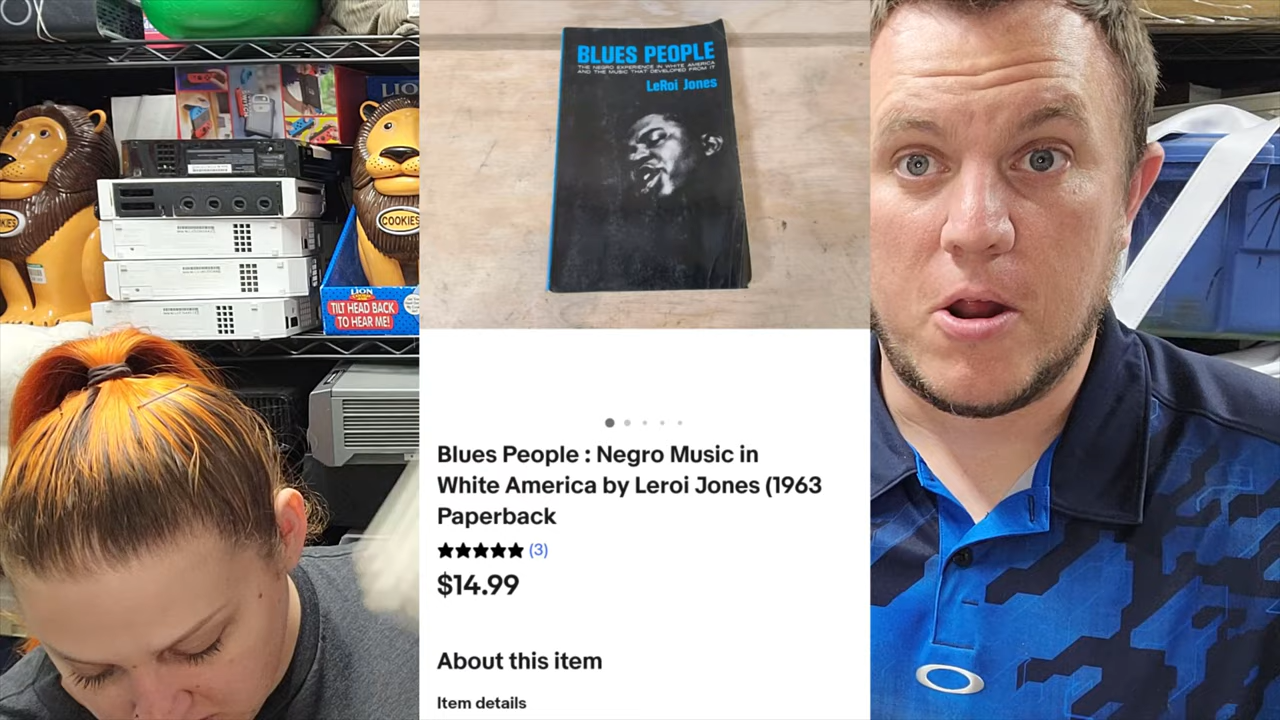 LIO
COOKIES
COOKIES
LION
TILT HEAD BACK
TO HEAR ME!
BLUES PEOPLE
THE NEGRO EXPERIENCE IN WHITE AMERICA
AND THE MUSIC THAT DEVELOPED FROM IT
LeRoi Jones
Blues People : Negro Music in
White America by Leroi Jones (1963
Paperback
(3)
$14.99
About this item
Item details